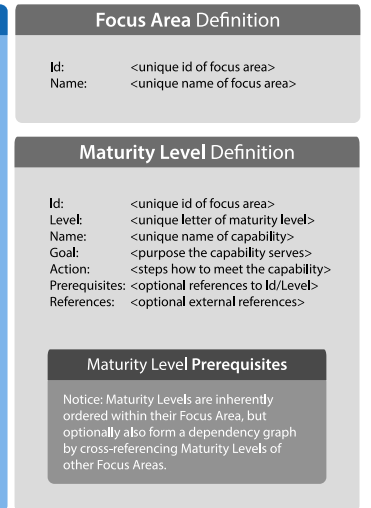 Focus Area Definition
Id: <unique id of focus area>
Name: <unique name of focus area>
Maturity Level Definition
Id: <unique id of focus area>
Level: <unique letter of maturity level>
Name: <unique name of capability>
Goal: <purpose the capability serves>
Action: <steps how to meet the capability>
Prerequisites: <optional references to Id/Level>
References: <optional external references>
Maturity Level Prerequisites
Notice: Maturity Levels are inherently
ordered within their Focus Area, but
optionally also form a dependency graph
by cross-referencing Maturity Levels of
other Focus Areas.